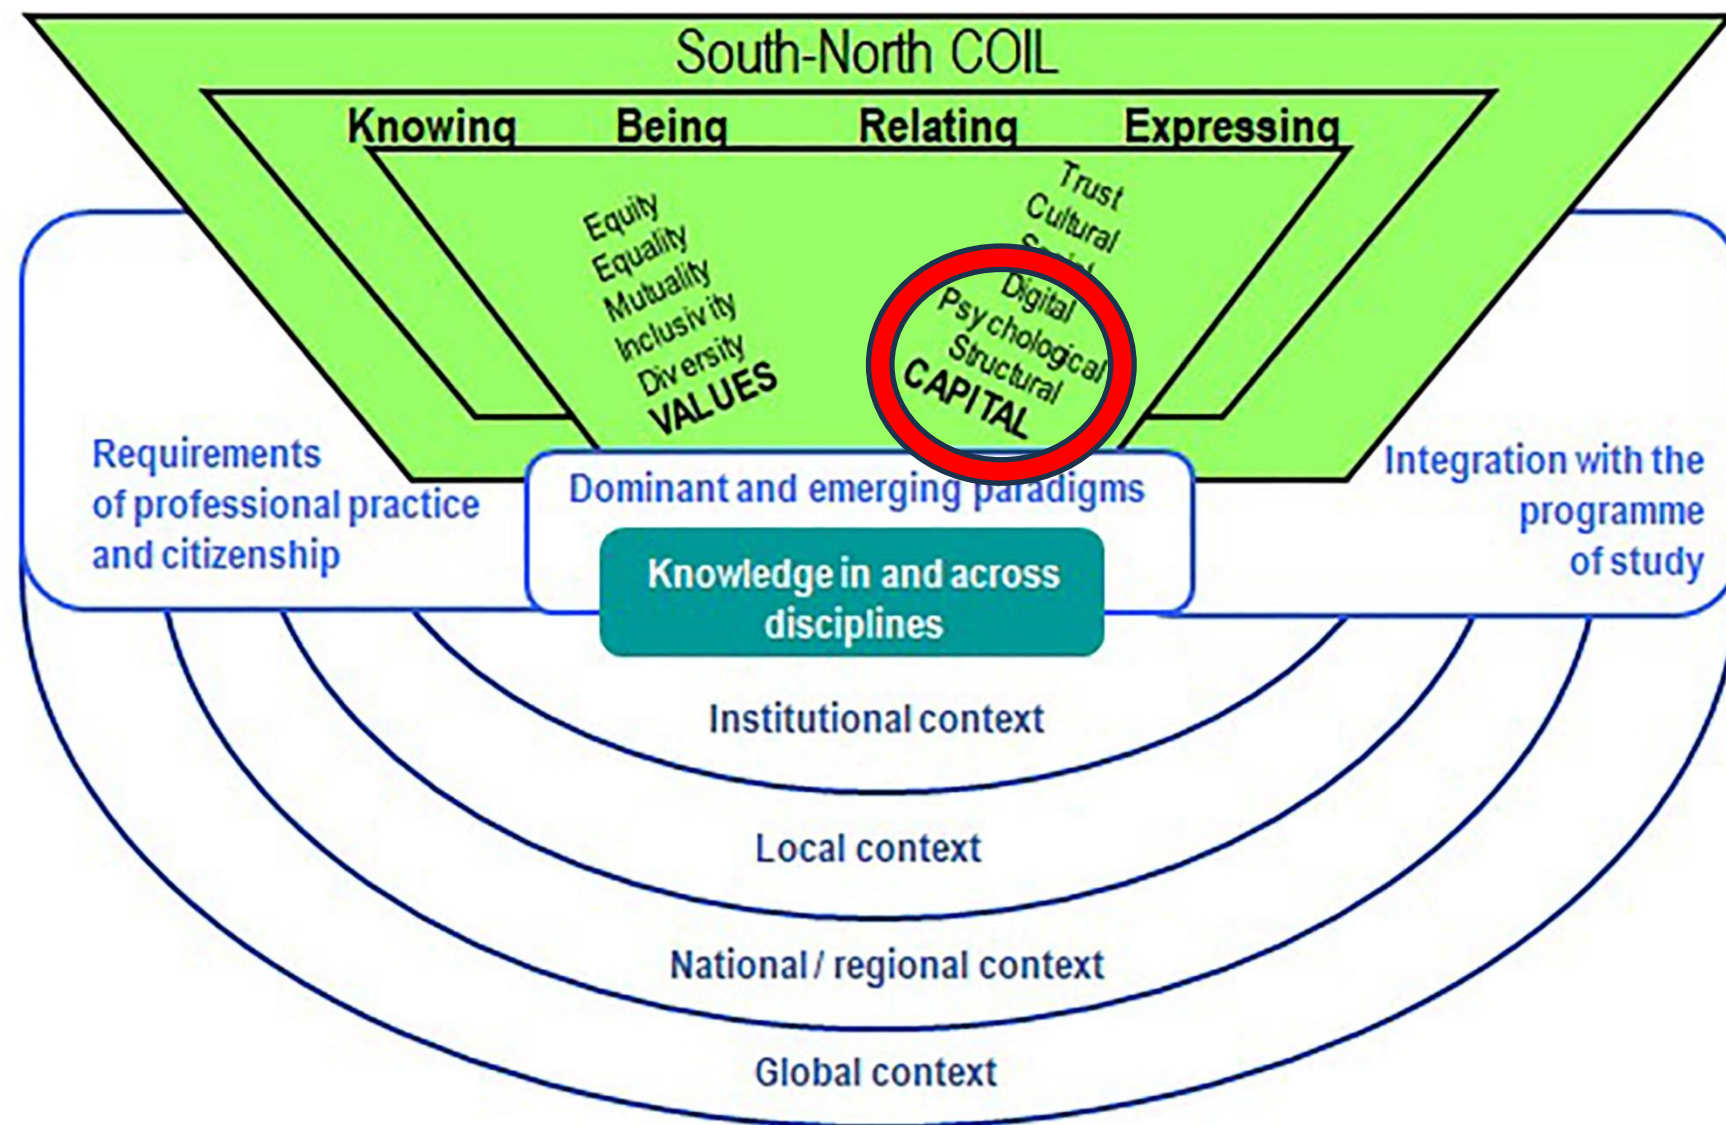 South-North COIL
Knowing Being Relating Expressing
Equity
Equality
Mutuality
Inclusivity
Diversity
VALUES
Trust
Cultural
Digital
Psychological
Structural
CAPITAL
Requirements
of professional practice
and citizenship
Dominant and emerging paradigms
Knowledge in and across
disciplines
Integration with the
programme
of study
Institutional context
Local context
National / regional context
Global context